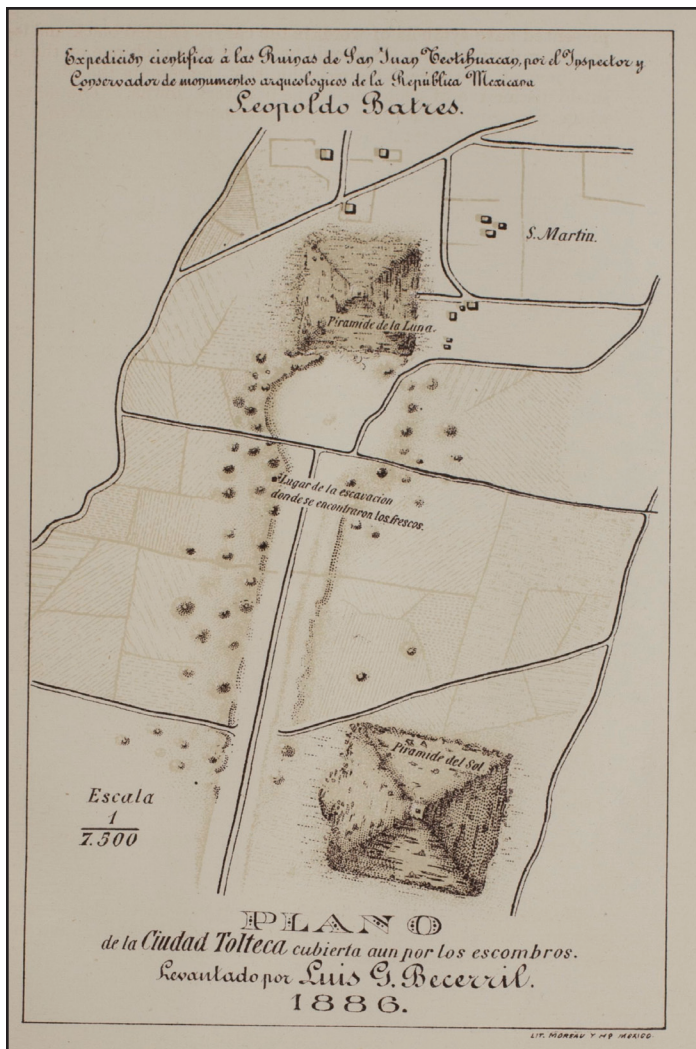 Expedición científica á las Ruinas de San Juan Teotihuacan, por el Inspector y
Conservador de monumentos arqueologicos de la República Mexicana
Leopoldo Batres.
S. Martin.
Piramide de la Luna.
Lugar de la escavacion
donde se encontraron los frescos.
Piramide del Sol
Escala
1
7.500
PLANO
de la Ciudad Tolteca cubierta aun por los escombros.
Levantado por Luis G. Becerril.
1886.
LIT. MOREAU Y Hº MEXICO.